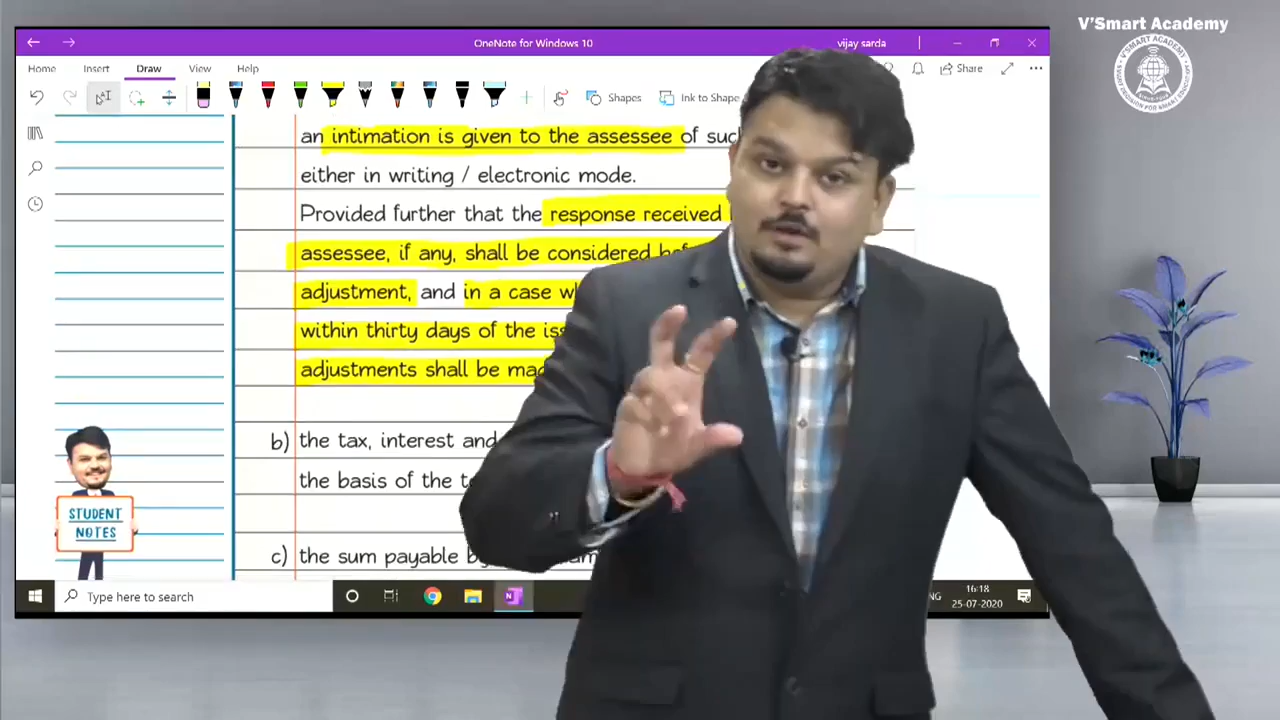 V'Smart Academy
OneNote for Windows 10
vijay sarda
Home
Insert
Draw
View
Help
Share
Shapes
Ink to Shape
an intimation is given to the assessee of such
either in writing / electronic mode.
Provided further that the response received
assessee, if any, shall be considered
adjustment, and in a case
within thirty days of the
adjustments shall be
b) the tax, interest and
the basis of the
c) the sum payable
STUDENT
NOTES
Type here to search
16:18
25-07-2020